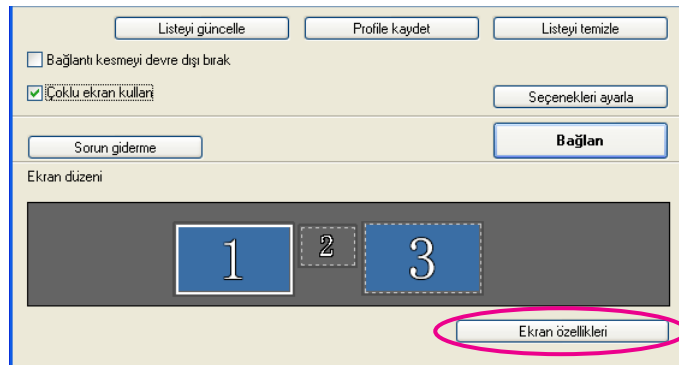 Listeyi güncelle Profile kaydet Listeyi temizle
Bağlantı kesmeyi devre dışı bırak
Çoklu ekran kullan
Seçenekleri ayarla
Sorun giderme Bağlan
Ekran düzeni
1 2 3
Ekran özellikleri